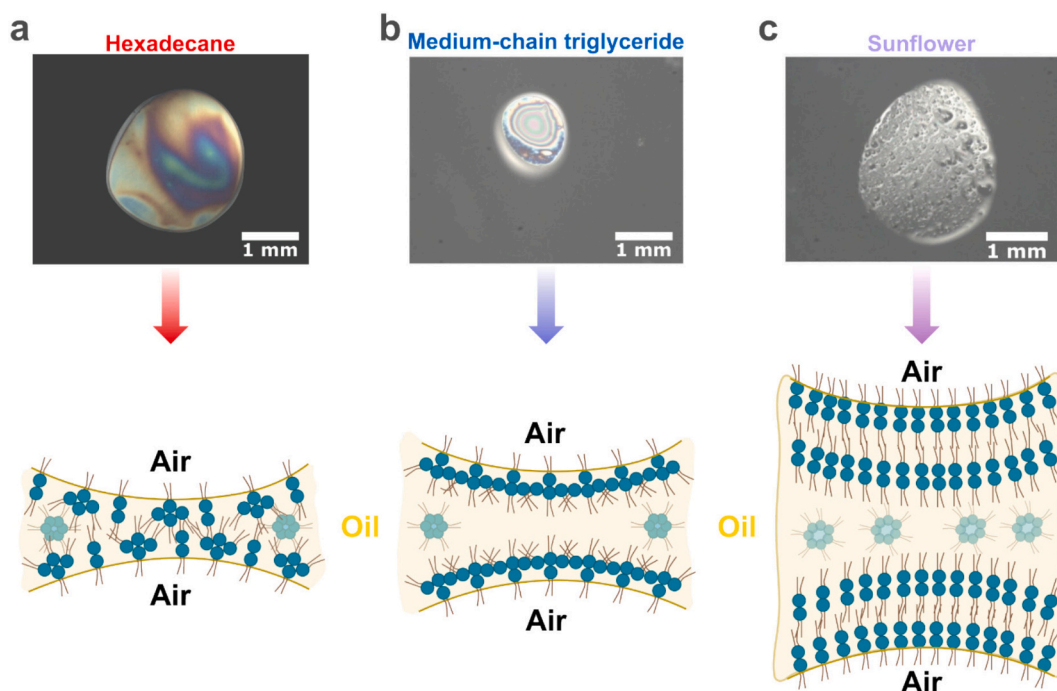 a
Hexadecane
1 mm
b
Medium-chain triglyceride
1 mm
c
Sunflower
1 mm
Air
Air
Oil
Air
Air
Oil
Air
Air